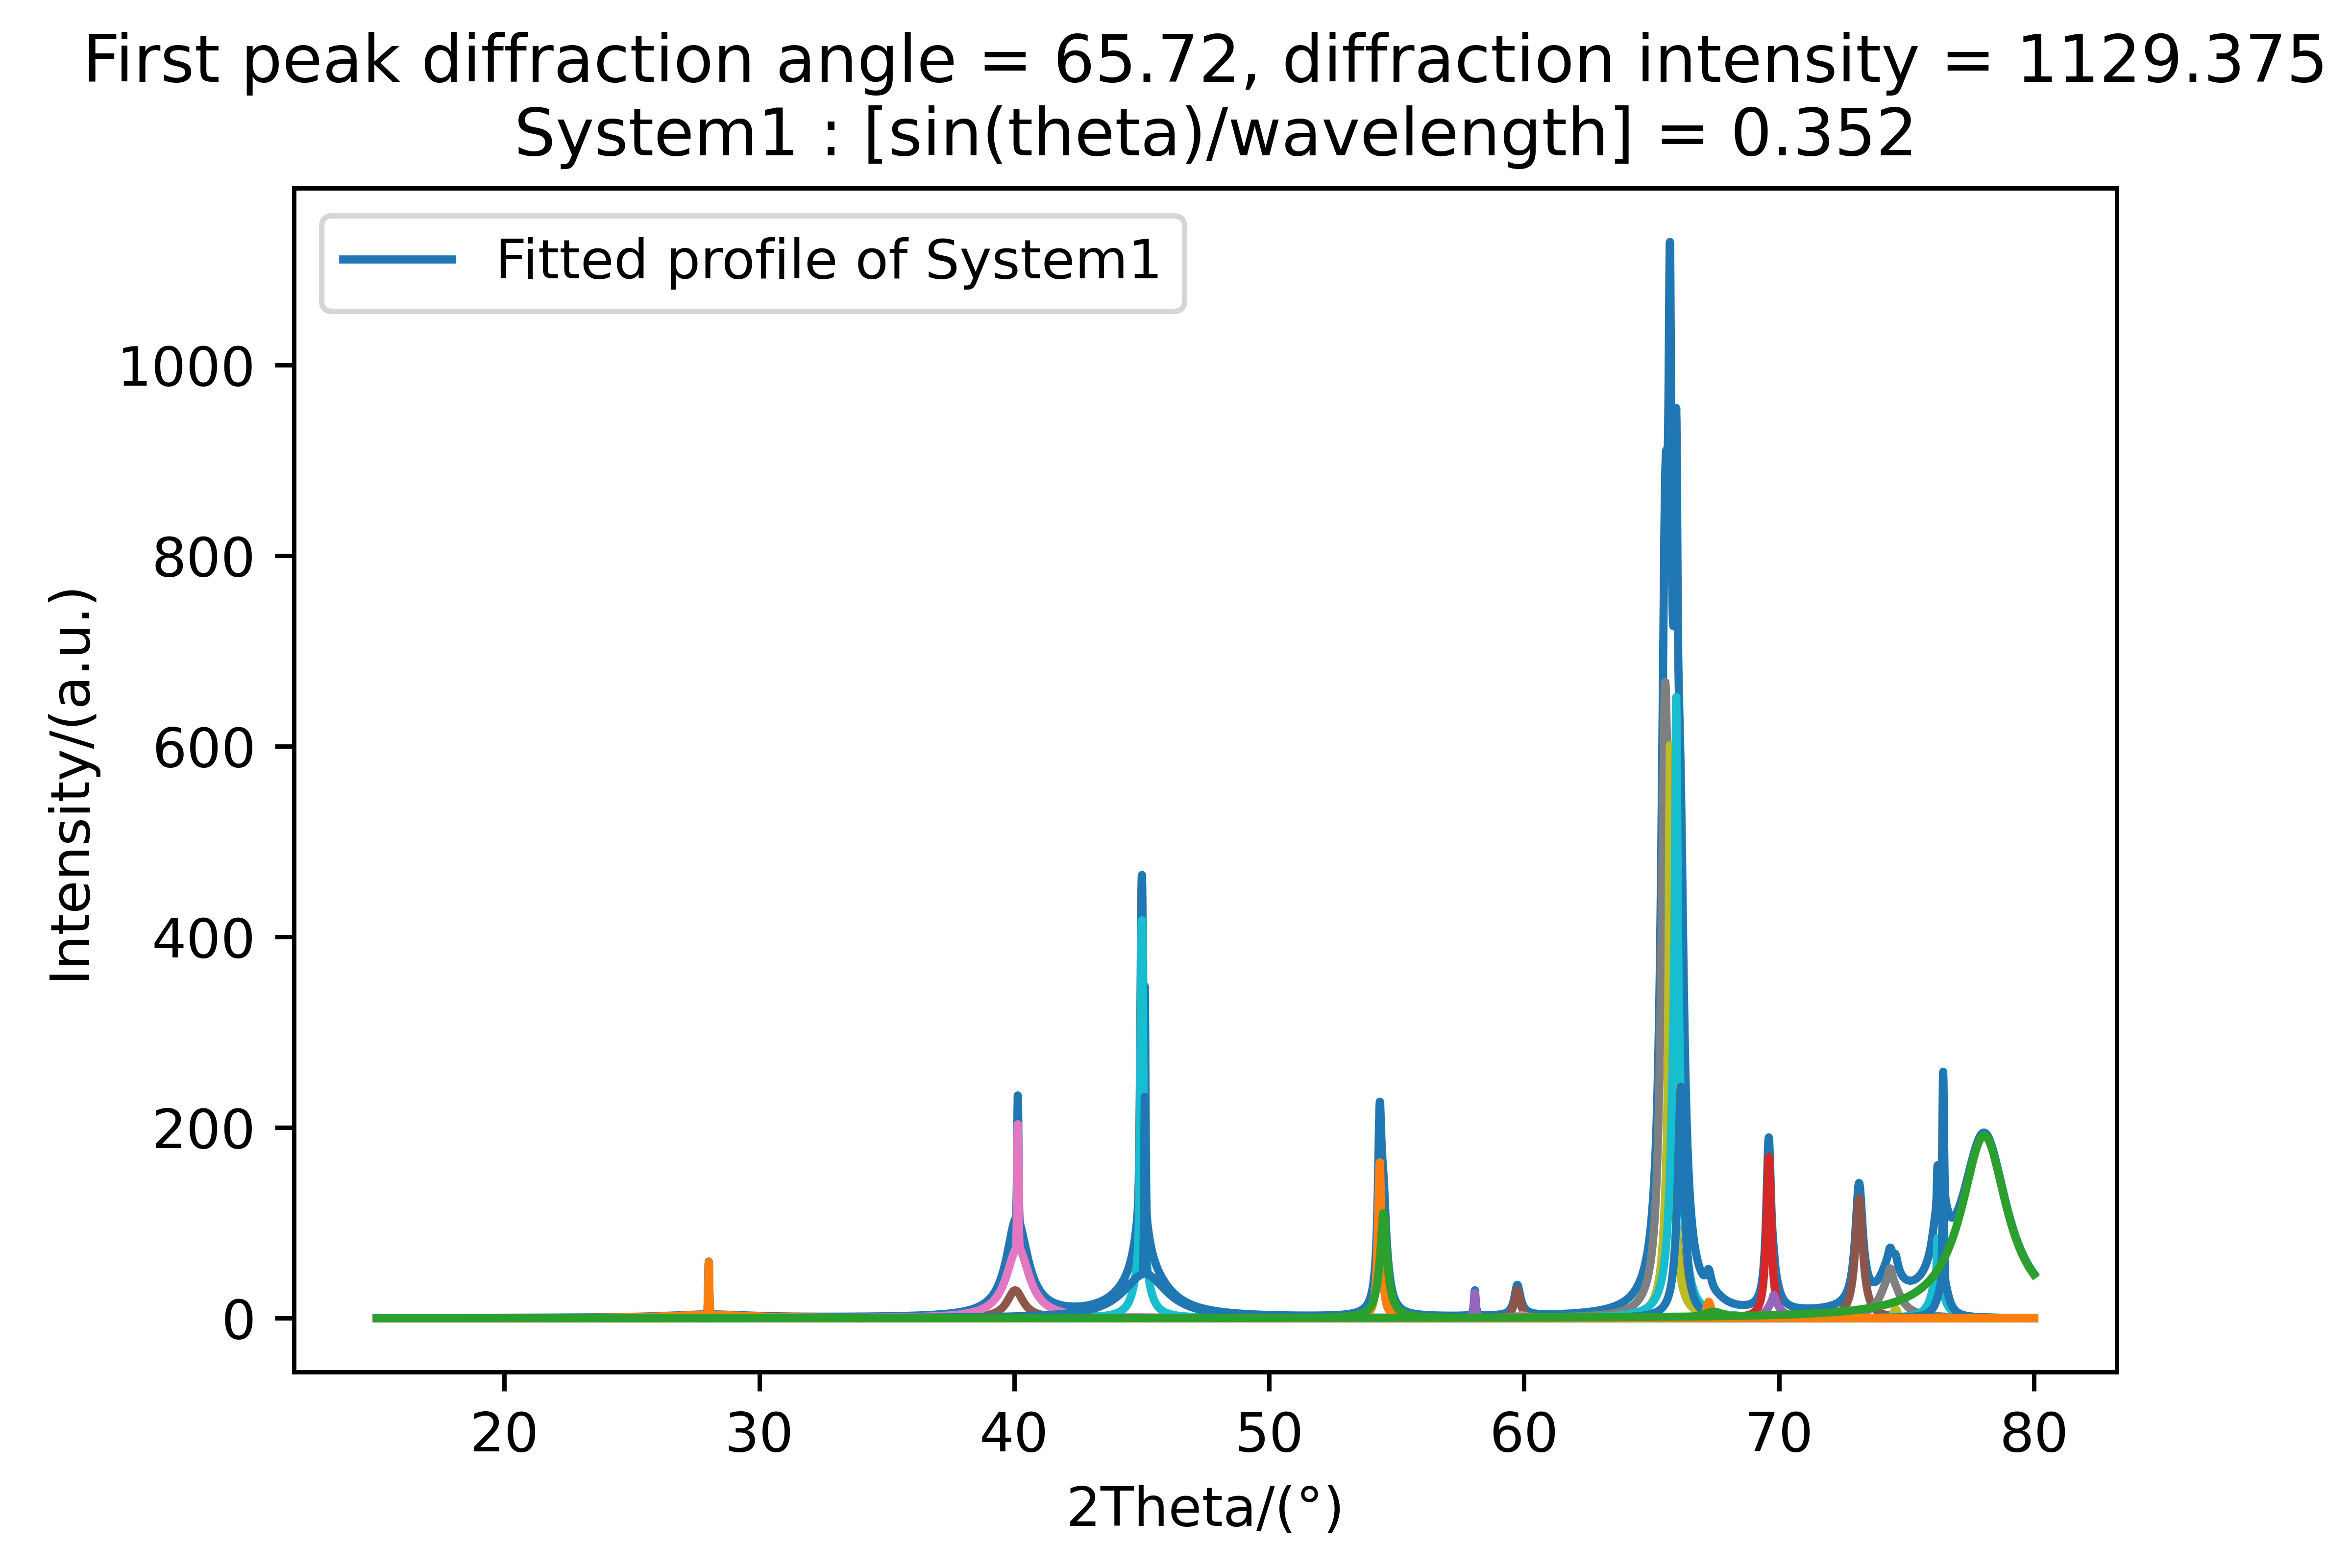 First peak diffraction angle = 65.72, diffraction intensity = 1129.375
System1 : [sin(theta)/wavelength] = 0.352
Fitted profile of System1
Intensity/(a.u.)
1000
800
600
400
200
0
20 30 40 50 60 70 80
2Theta/(°)